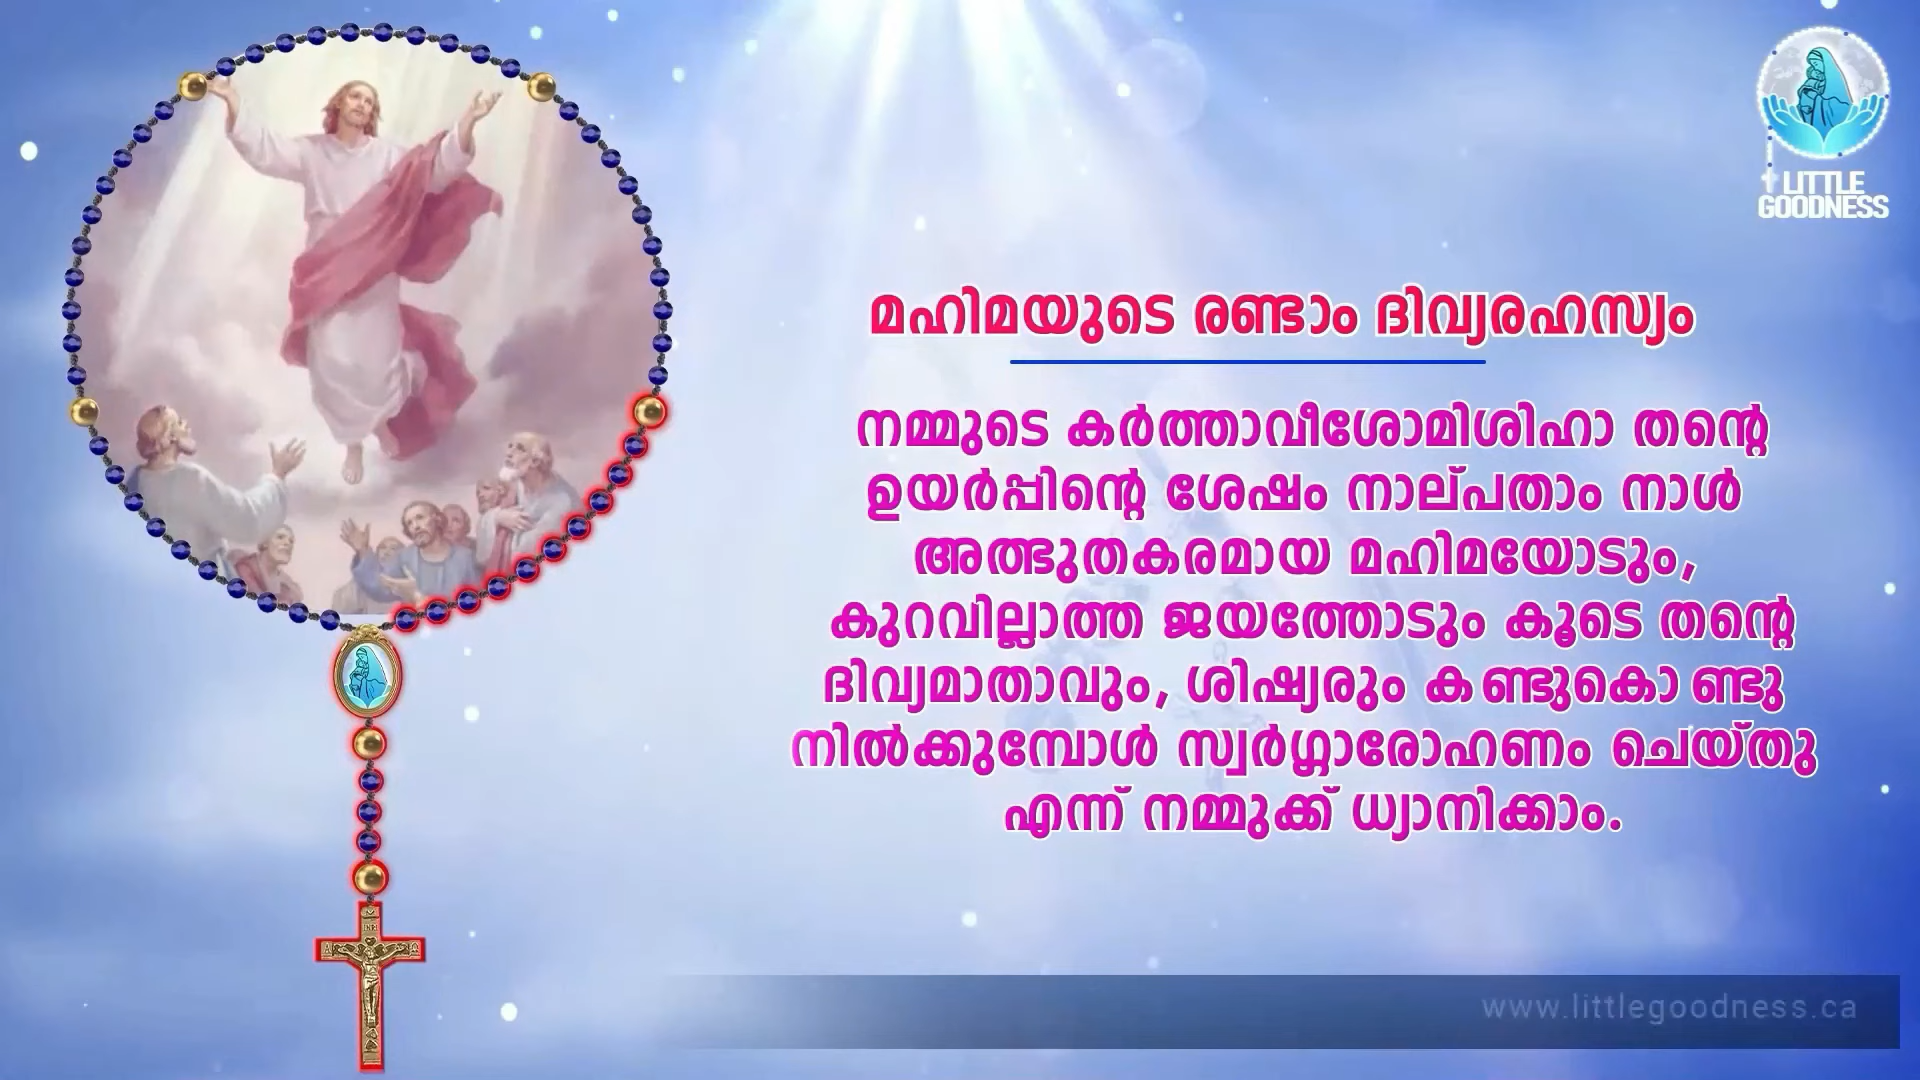 LITTLE
GOODNESS
മഹിമയുടെ രണ്ടാം ദിവ്യരഹസ്യം
നമ്മുടെ കർത്താവീശോമിശിഹാ തന്റെ
ഉയർപ്പിന്റെ ശേഷം നാല്പതാം നാൾ
അത്ഭുതകരമായ മഹിമയോടും,
കുറവില്ലാത്ത ജയത്തോടും കൂടെ തന്റെ
ദിവ്യമാതാവും, ശിഷ്യരും കണ്ടുകൊണ്ടു
നിൽക്കുമ്പോൾ സ്വർഗ്ഗാരോഹണം ചെയ്തു
എന്ന് നമ്മുക്ക് ധ്യാനിക്കാം.
INRI
www.littlegoodness.ca